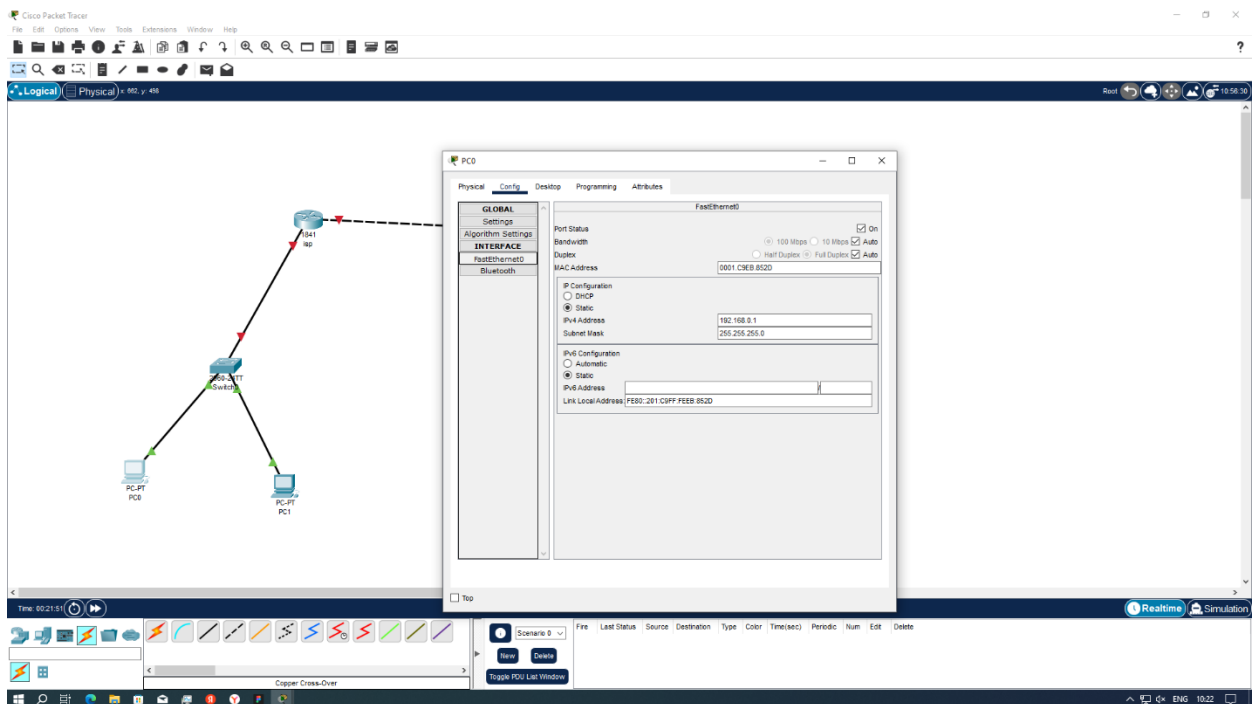 Cisco Packet Tracer
File Edit Options View Tools Extensions Window Help
?
Logical Physical x: 662, y: 498 Root 10:56:30
PC0
Physical Config Desktop Programming Attributes
GLOBAL
Settings
Algorithm Settings
INTERFACE
FastEthernet0
Bluetooth
FastEthernet0
Port Status On
Bandwidth 100 Mbps 10 Mbps Auto
Duplex Half Duplex Full Duplex Auto
MAC Address 0001.C9EB.852D
IP Configuration
DHCP
Static
IPv4 Address 192.168.0.1
Subnet Mask 255.255.255.0
IPv6 Configuration
Automatic
Static
IPv6 Address /
Link Local Address: FE80::201:C9FF:FEEB:852D
Top
1841
isp
2960-24TT
Switch
PC-PT
PC0
PC-PT
PC1
Time: 00:21:51 Realtime Simulation
Scenario 0
New Delete
Toggle PDU List Window
Fire Last Status Source Destination Type Color Time(sec) Periodic Num Edit Delete
Copper Cross-Over
ENG 10:22